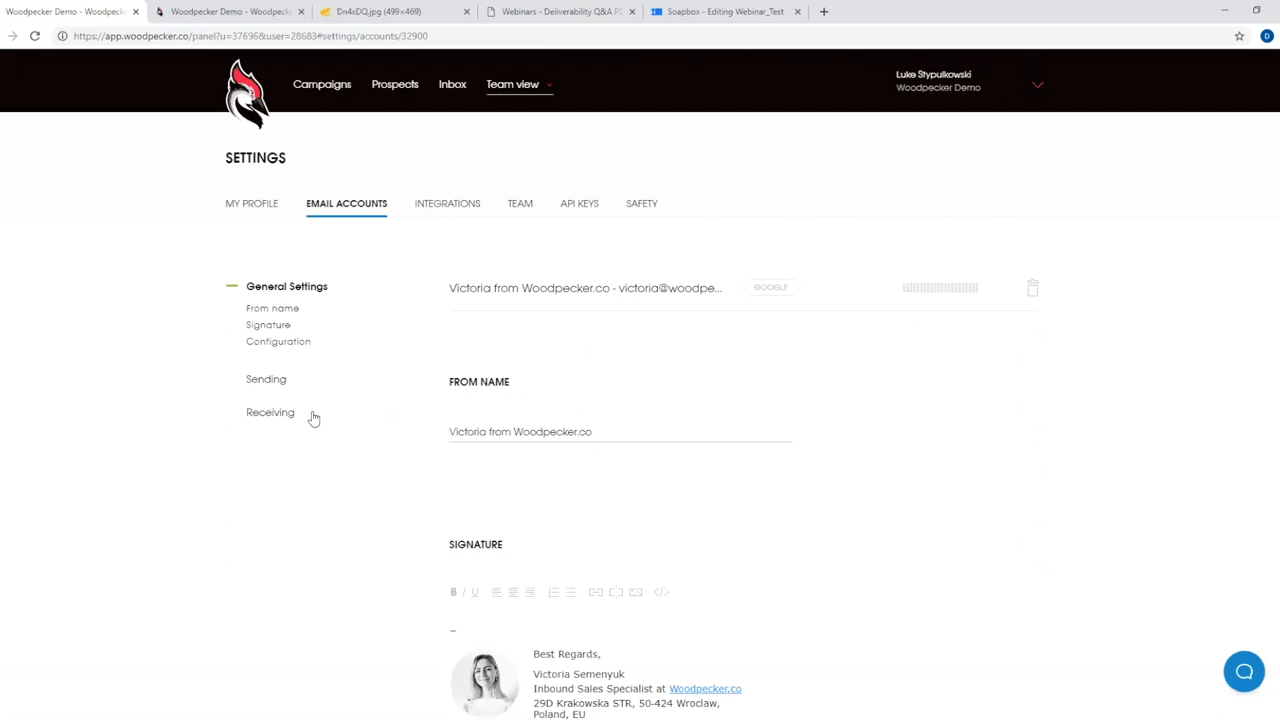 Woodpecker Demo - Woodpecke
Woodpecker Demo - Woodpecke
Dn4xDQ.jpg (499×469)
Webinars - Deliverability Q&A P
Soapbox - Editing Webinar_Test
https://app.woodpecker.co/panel?u=37696&user=28683#settings/accounts/32900
D
Campaigns
Prospects
Inbox
Team view
Luke Stypulkowski
Woodpecker Demo
SETTINGS
MY PROFILE
EMAIL ACCOUNTS
INTEGRATIONS
TEAM
API KEYS
SAFETY
General Settings
From name
Signature
Configuration
Sending
Receiving
Victoria from Woodpecker.co - victoria@woodpe...
GOOGLE
FROM NAME
Victoria from Woodpecker.co
SIGNATURE
B I U
--
Best Regards,
Victoria Semenyuk
Inbound Sales Specialist at Woodpecker.co
29D Krakowska STR, 50-424 Wroclaw,
Poland, EU